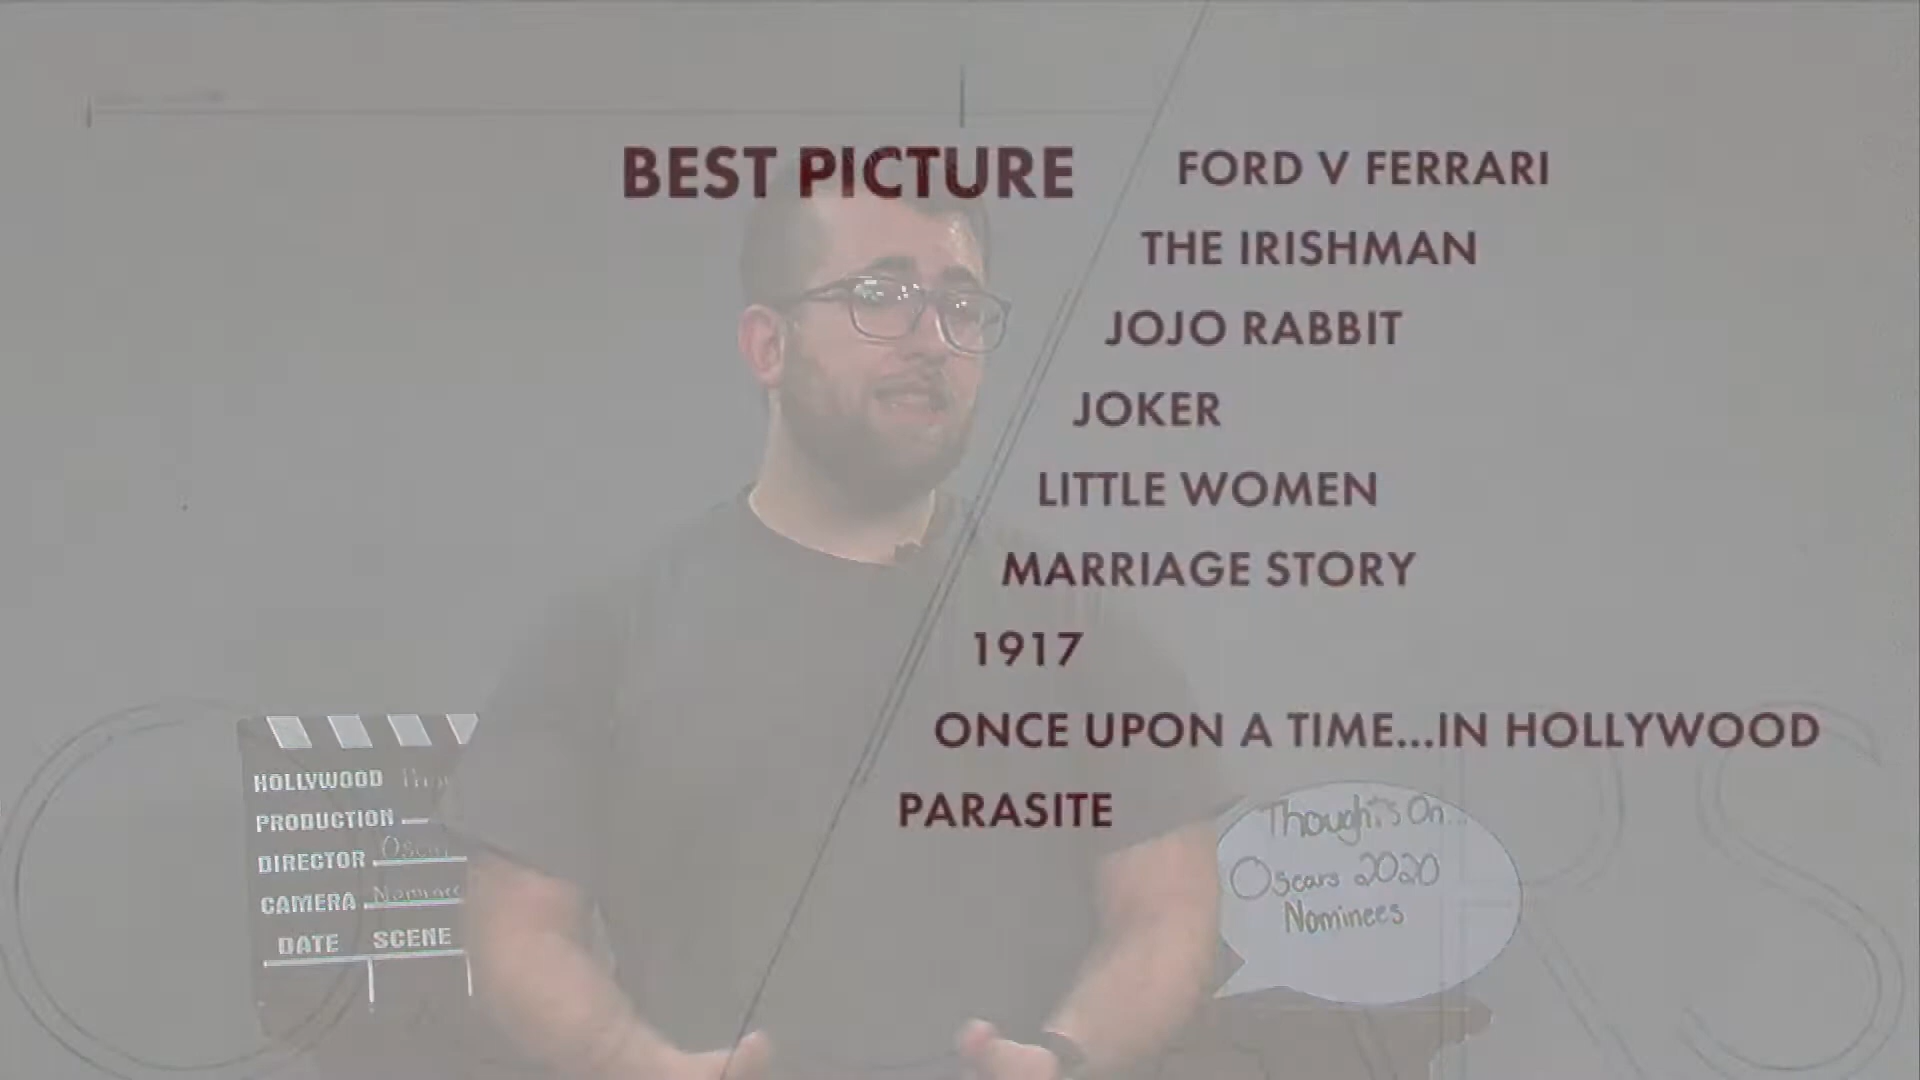 BEST PICTURE
FORD V FERRARI
THE IRISHMAN
JOJO RABBIT
JOKER
LITTLE WOMEN
MARRIAGE STORY
1917
ONCE UPON A TIME...IN HOLLYWOOD
PARASITE
HOLLYWOOD
PRODUCTION
DIRECTOR
CAMERA
DATE SCENE
Thoughts On...
Oscars 2020
Nominees